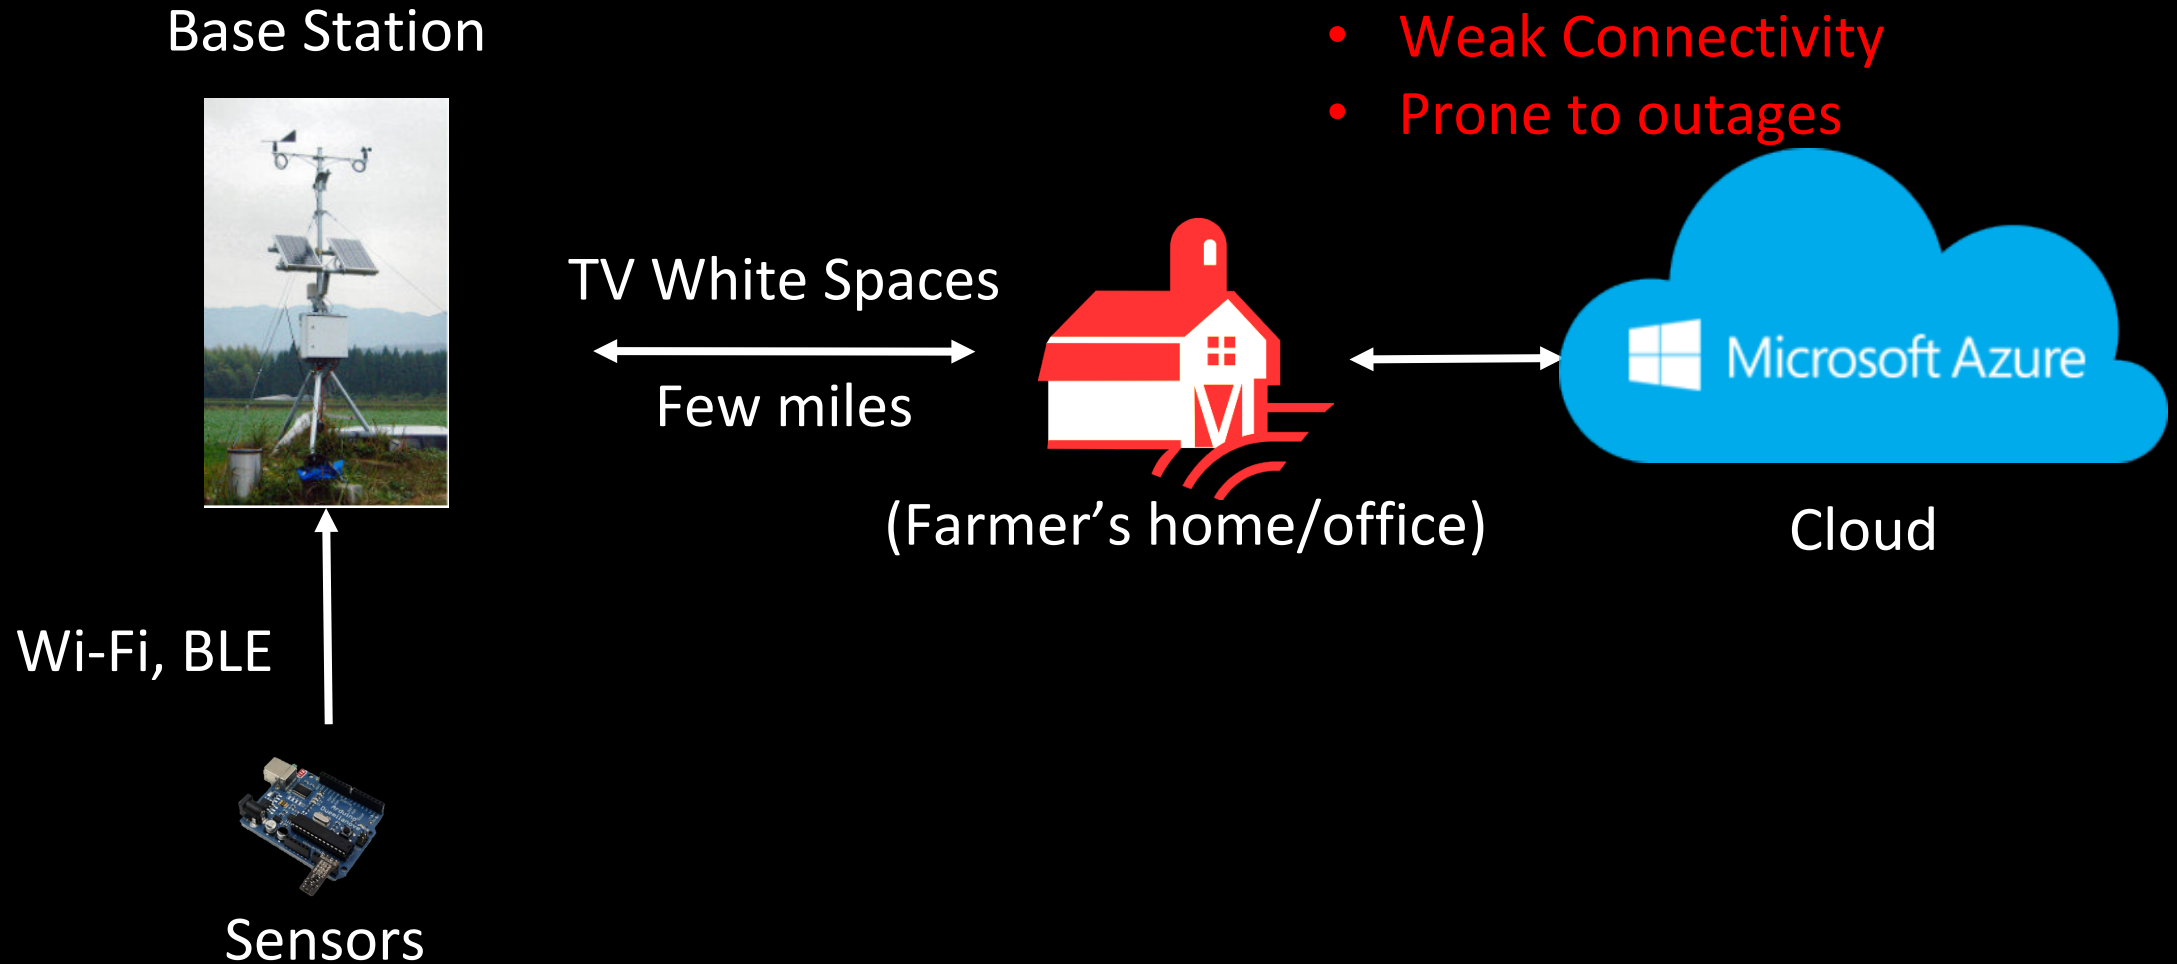 Base Station
• Weak Connectivity
• Prone to outages
TV White Spaces
Few miles
Microsoft Azure
(Farmer’s home/office)
Cloud
Wi-Fi, BLE
Arduino
Sensors